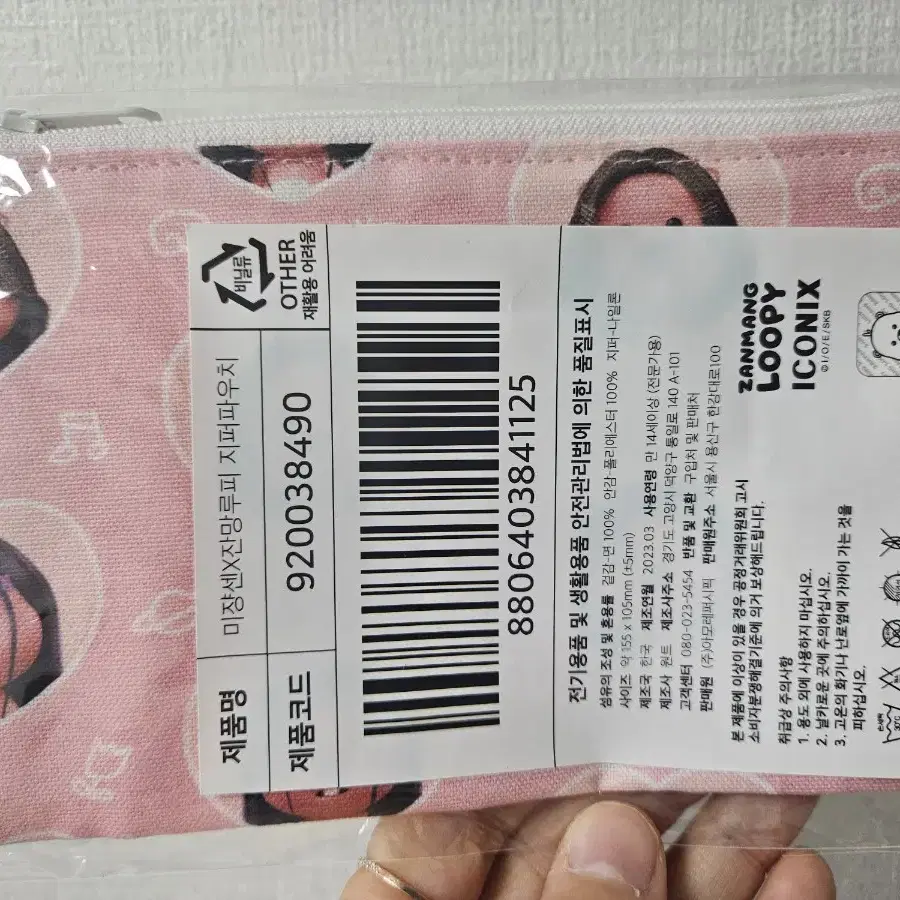 제품명
미쟝센X잔망루피 지퍼파우치
비닐류
OTHER
재활용 어려움
제품코드
920038490
8806403841125
전기용품 및 생활용품 안전관리법에 의한 품질표시
섬유의 조성 및 혼용률 겉감-면 100% 안감-폴리에스터 100% 지퍼-나일론
사이즈 약 155 x 105mm (±5mm)
제조국 한국 제조연월 2023.03 사용연령 만 14세이상 (전문가용)
제조사 원트 제조사주소 경기도 고양시 덕양구 통일로 140 A-101
고객센터 080-023-5454 반품 및 교환 구입처 및 판매처
판매원 (주)아모레퍼시픽 판매원주소 서울시 용산구 한강대로 100
본 제품에 이상이 있을 경우 공정거래위원회 고시
소비자분쟁해결기준에 의거 보상해드립니다.
취급상 주의사항
1. 용도 외에 사용하지 마십시오.
2. 날카로운 곳에 주의하십시오.
3. 고온의 화기나 난로옆에 가까이 가는 것을
피하십시오.
ZANMANG
LOOPY
ICONIX
©I/O/E/SKB